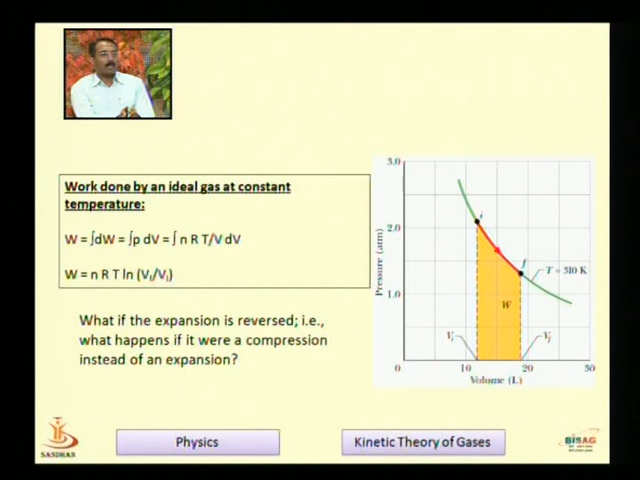 Work done by an ideal gas at constant
temperature:
W = ∫dW = ∫p dV = ∫ n R T/V dV
W = n R T ln (Vf/Vi)
What if the expansion is reversed; i.e.,
what happens if it were a compression
instead of an expansion?
3.0
2.0
1.0
0
Pressure (atm)
i
f
T = 310 K
W
Vi
Vf
0
10
20
30
Volume (L)
SANDHAN
Physics
Kinetic Theory of Gases
BISAG